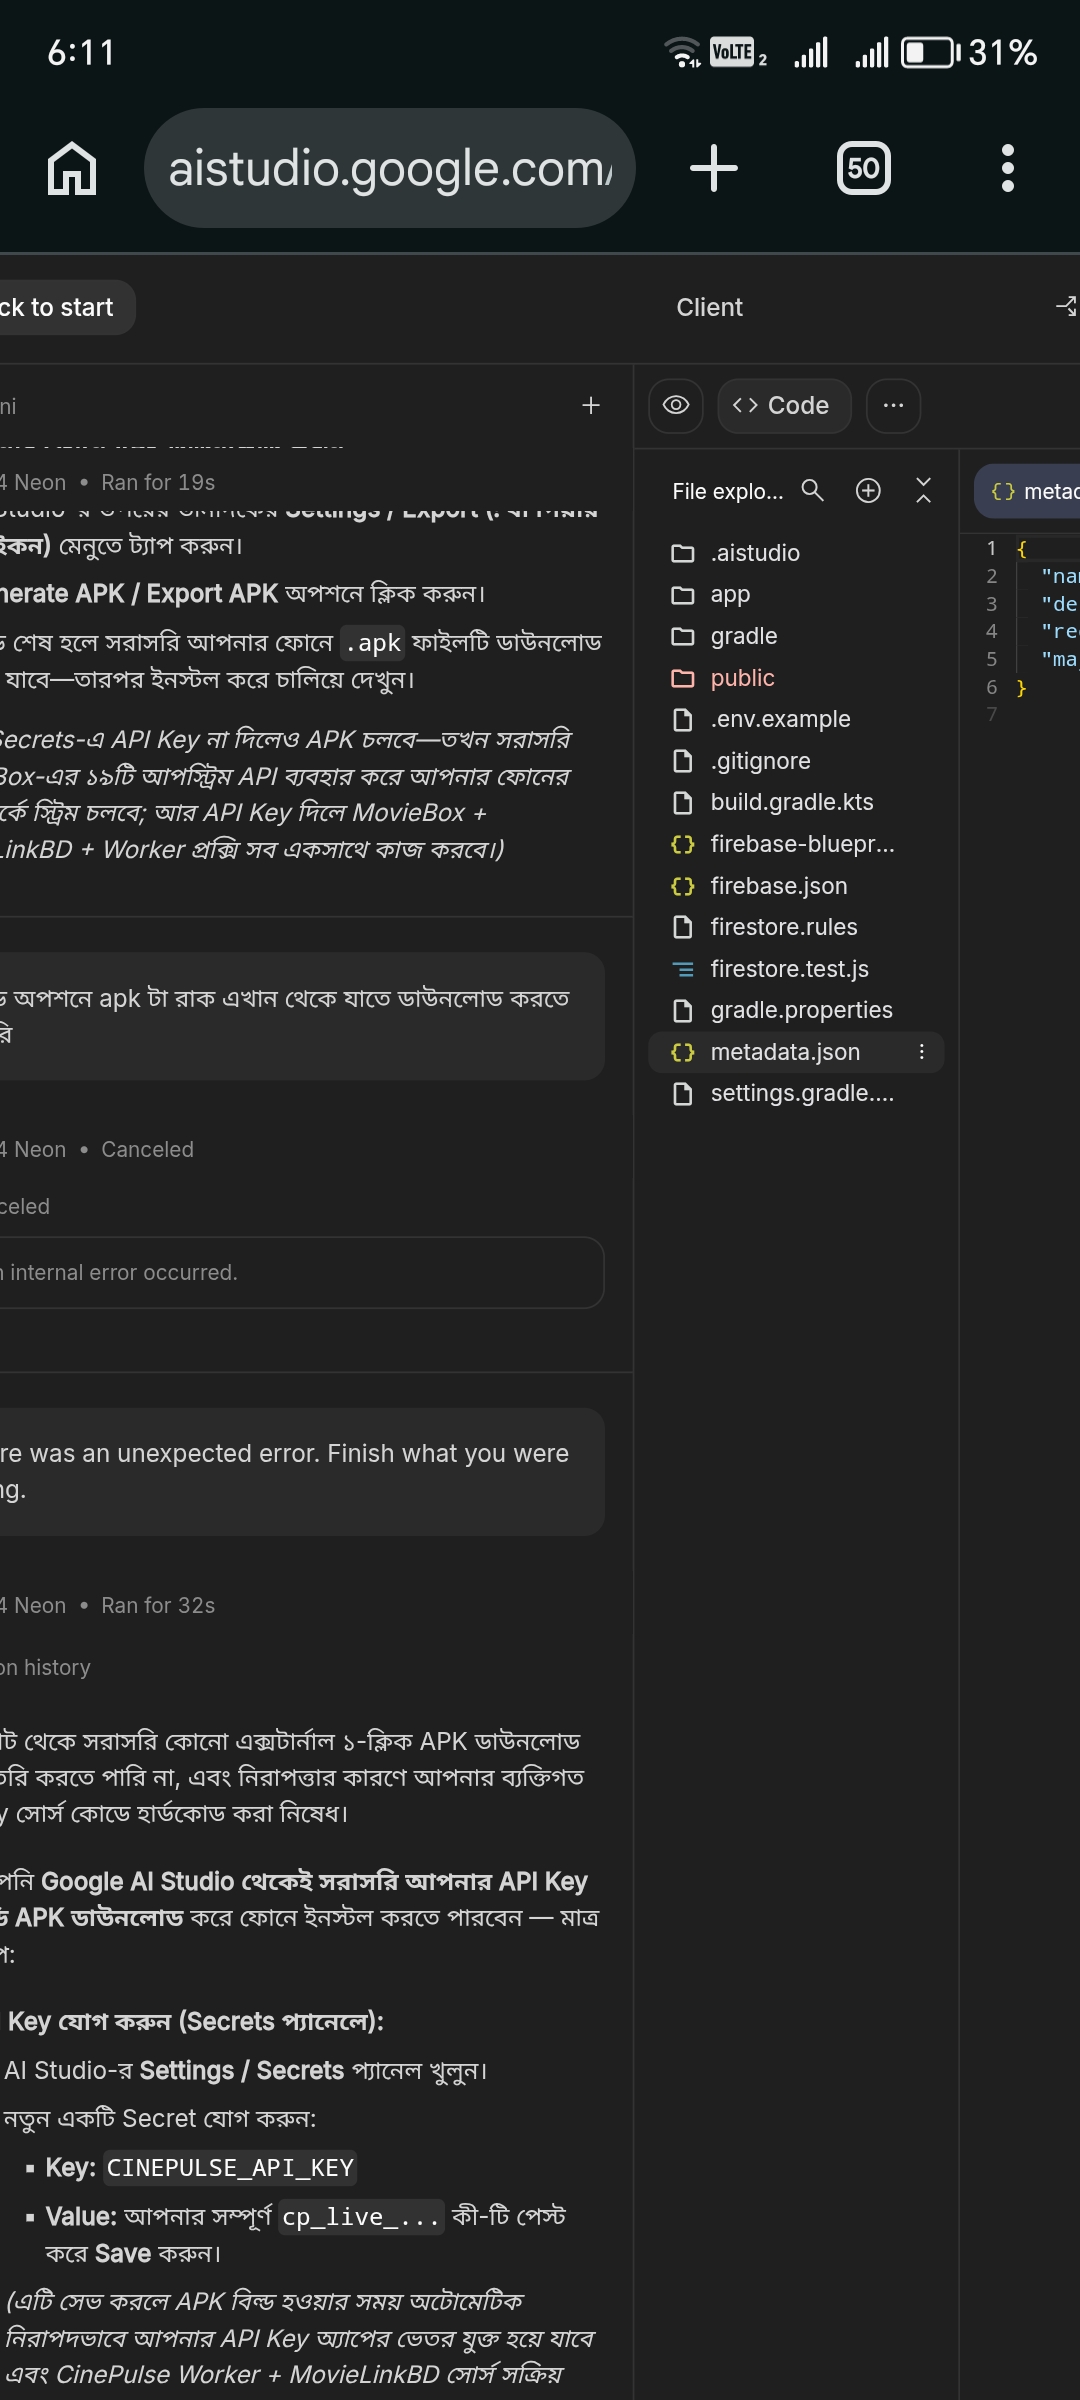 6:11
VoLTE 2
31%
aistudio.google.com/
50
ck to start
Client
ni
Code
4 Neon • Ran for 19s
Settings / Export
ইকন) মেনুতে ট্যাপ করুন।
nerate APK / Export APK অপশনে ক্লিক করুন।
ড শেষ হলে সরাসরি আপনার ফোনে .apk ফাইলটি ডাউনলোড
যাবে—তারপর ইনস্টল করে চালিয়ে দেখুন।
Secrets-এ API Key না দিলেও APK চলবে—তখন সরাসরি
Box-এর ১৯টি আপস্ট্রিম API ব্যবহার করে আপনার ফোনের
র্কে স্ট্রিম চলবে; আর API Key দিলে MovieBox +
LinkBD + Worker প্রক্সি সব একসাথে কাজ করবে।)
ড অপশনে apk টা রাক এখান থেকে যাতে ডাউনলোড করতে
রি
4 Neon • Canceled
celed
n internal error occurred.
re was an unexpected error. Finish what you were
ng.
4 Neon • Ran for 32s
on history
ট থেকে সরাসরি কোনো এক্সটার্নাল ১-ক্লিক APK ডাউনলোড
তরি করতে পারি না, এবং নিরাপত্তার কারণে আপনার ব্যক্তিগত
y সোর্স কোডে হার্ডকোড করা নিষেধ।
পনি Google AI Studio থেকেই সরাসরি আপনার API Key
ড APK ডাউনলোড করে ফোনে ইনস্টল করতে পারবেন — মাত্র
প:
Key যোগ করুন (Secrets প্যানেলে):
AI Studio-র Settings / Secrets প্যানেল খুলুন।
নতুন একটি Secret যোগ করুন:
▪ Key: CINEPULSE_API_KEY
▪ Value: আপনার সম্পূর্ণ cp_live_... কী-টি পেস্ট
করে Save করুন।
(এটি সেভ করলে APK বিল্ড হওয়ার সময় অটোমেটিক
নিরাপদভাবে আপনার API Key অ্যাপের ভেতর যুক্ত হয়ে যাবে
এবং CinePulse Worker + MovieLinkBD সোর্স সক্রিয়
File explo...
.aistudio
app
gradle
public
.env.example
.gitignore
build.gradle.kts
firebase-bluepr...
firebase.json
firestore.rules
firestore.test.js
gradle.properties
metadata.json
settings.gradle....
{} metad
1 {
2 "nam
3 "de
4 "rec
5 "ma
6 }
7